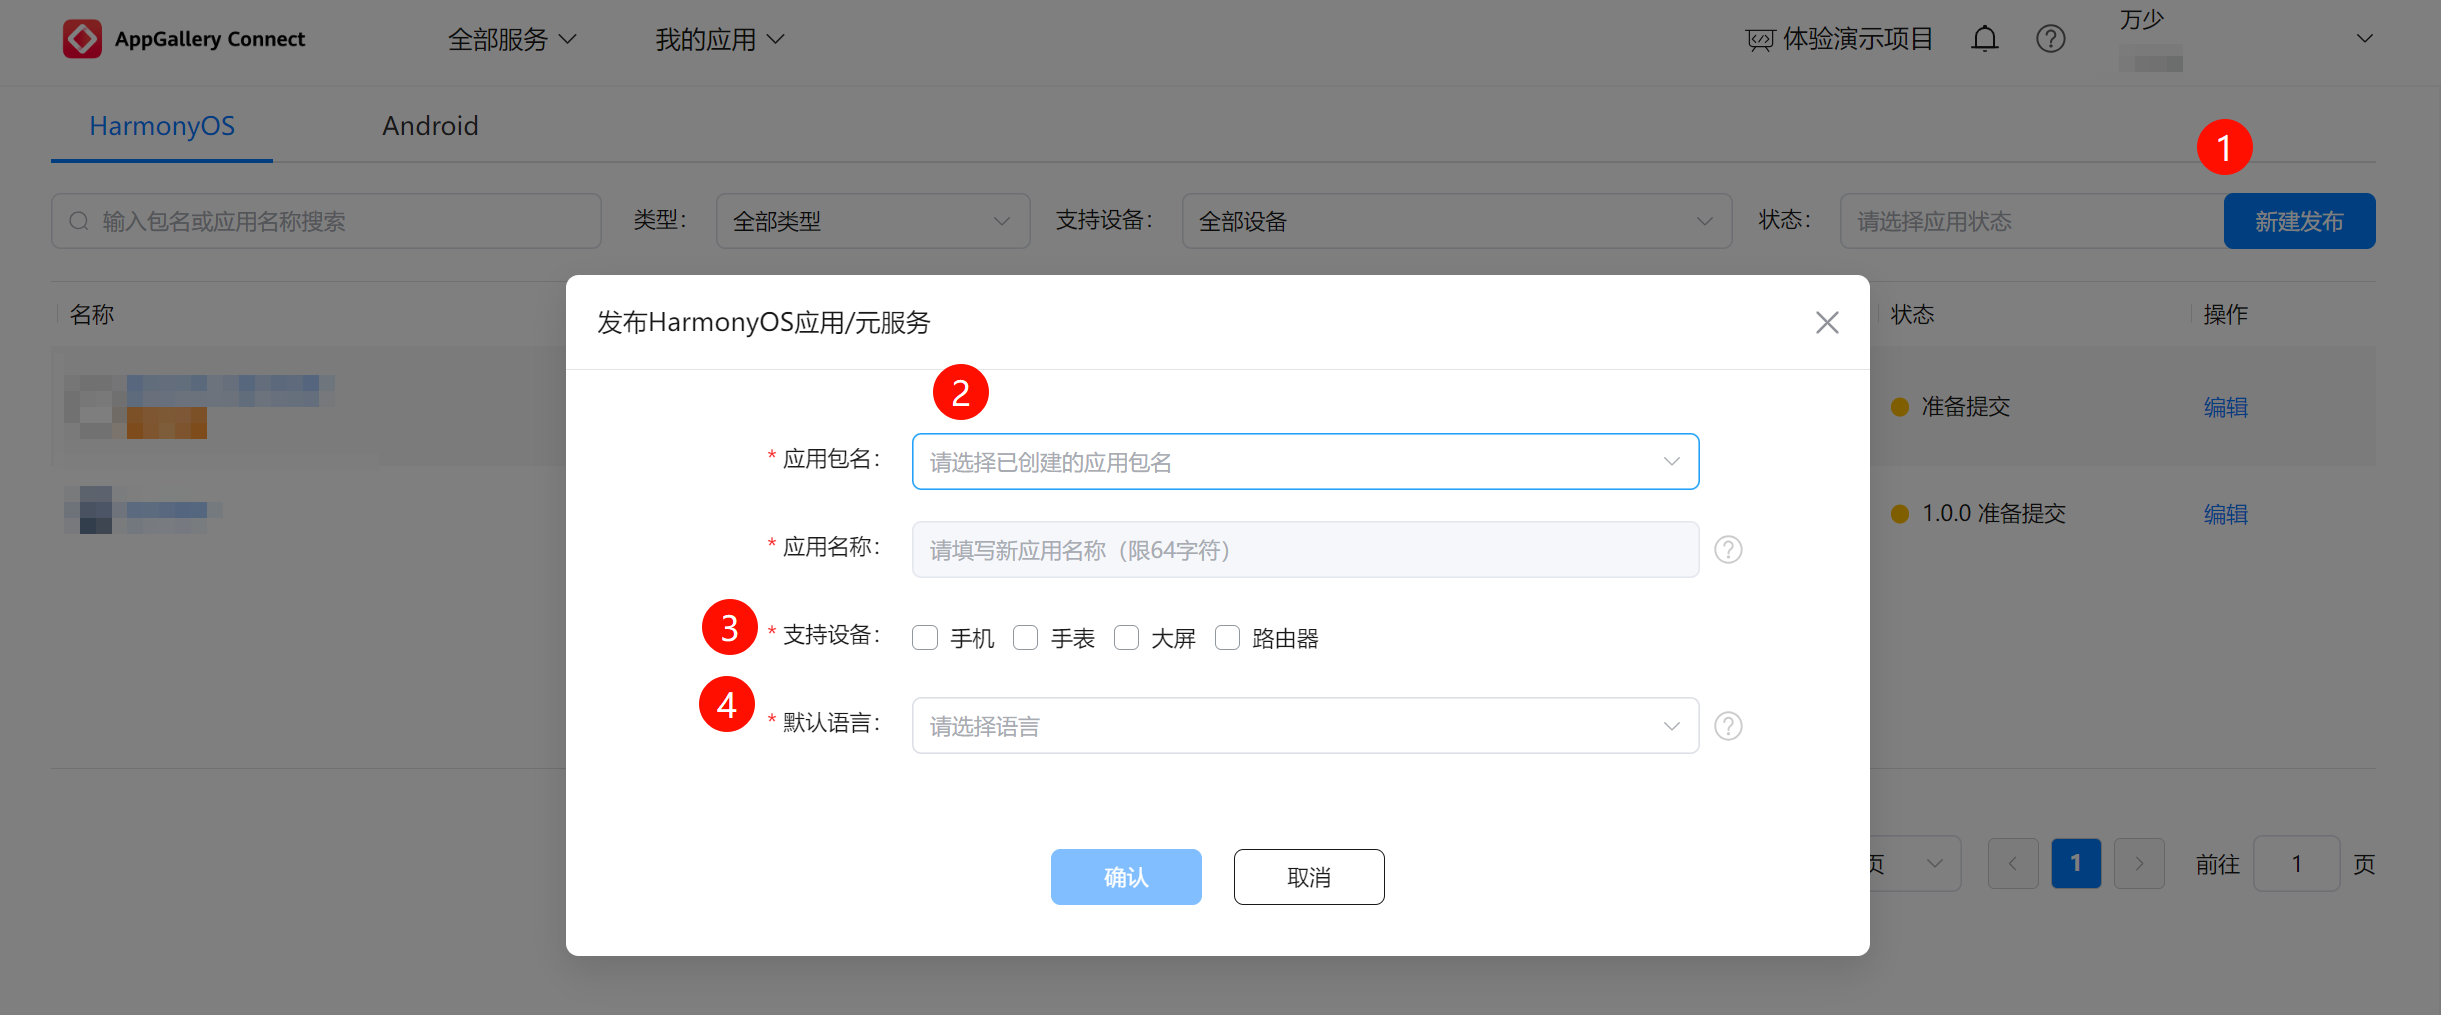 AppGallery Connect 全部服务 我的应用 体验演示项目 万少
HarmonyOS Android
1
输入包名或应用名称搜索 类型： 全部类型 支持设备： 全部设备 状态： 请选择应用状态 新建发布
名称 状态 操作
发布HarmonyOS应用/元服务
2
准备提交 编辑
* 应用包名： 请选择已创建的应用包名
1.0.0 准备提交 编辑
* 应用名称： 请填写新应用名称（限64字符）
3 * 支持设备： 手机 手表 大屏 路由器
4 * 默认语言： 请选择语言
确认 取消
页 1 前往 1 页